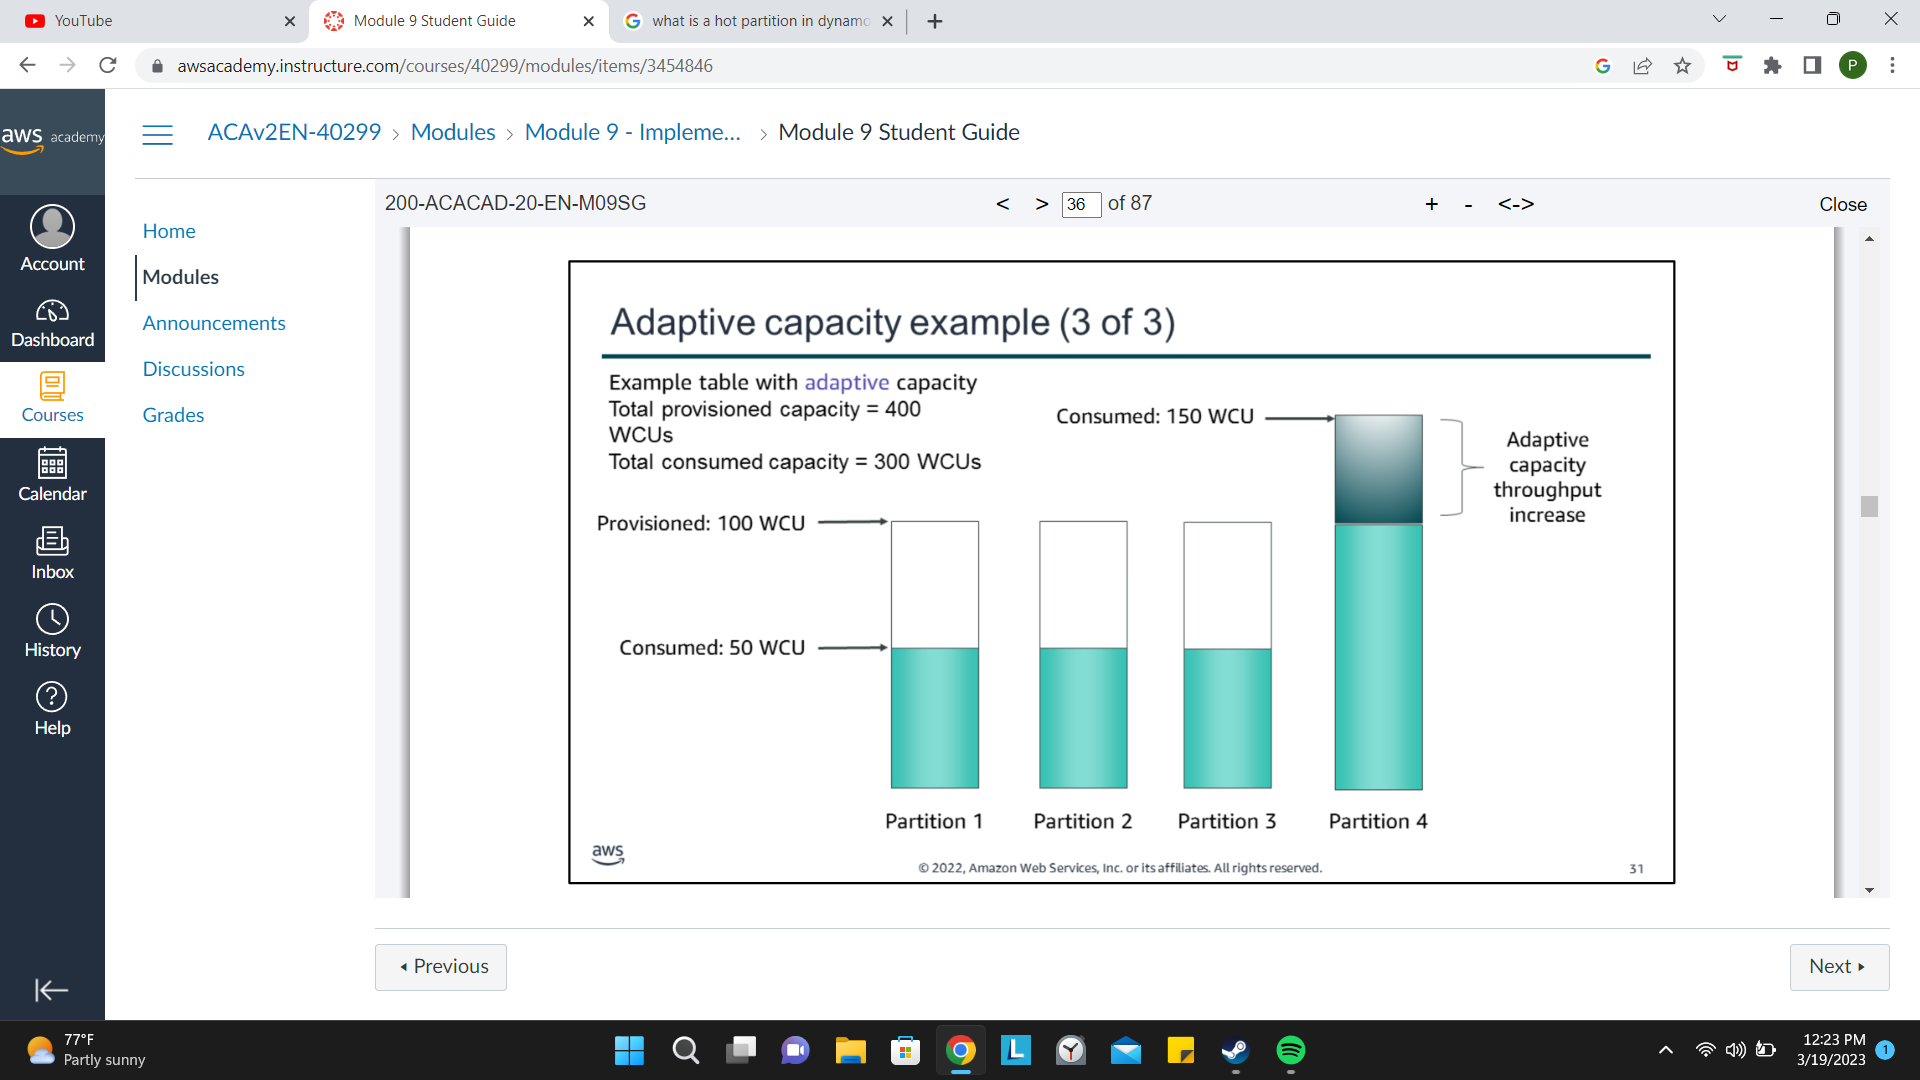 YouTube
Module 9 Student Guide
what is a hot partition in dynamo
awsacademy.instructure.com/courses/40299/modules/items/3454846
P
aws academy
ACAv2EN-40299 > Modules > Module 9 - Impleme... > Module 9 Student Guide
200-ACACAD-20-EN-M09SG
< > 36 of 87
+ - <->
Close
Account
Dashboard
Courses
Calendar
Inbox
History
Help
Home
Modules
Announcements
Discussions
Grades
Adaptive capacity example (3 of 3)
Example table with adaptive capacity
Total provisioned capacity = 400
WCUs
Total consumed capacity = 300 WCUs
Consumed: 150 WCU
Adaptive
capacity
throughput
increase
Provisioned: 100 WCU
Consumed: 50 WCU
Partition 1
Partition 2
Partition 3
Partition 4
aws
© 2022, Amazon Web Services, Inc. or its affiliates. All rights reserved.
31
Previous
Next
77°F
Partly sunny
L
12:23 PM
3/19/2023
1